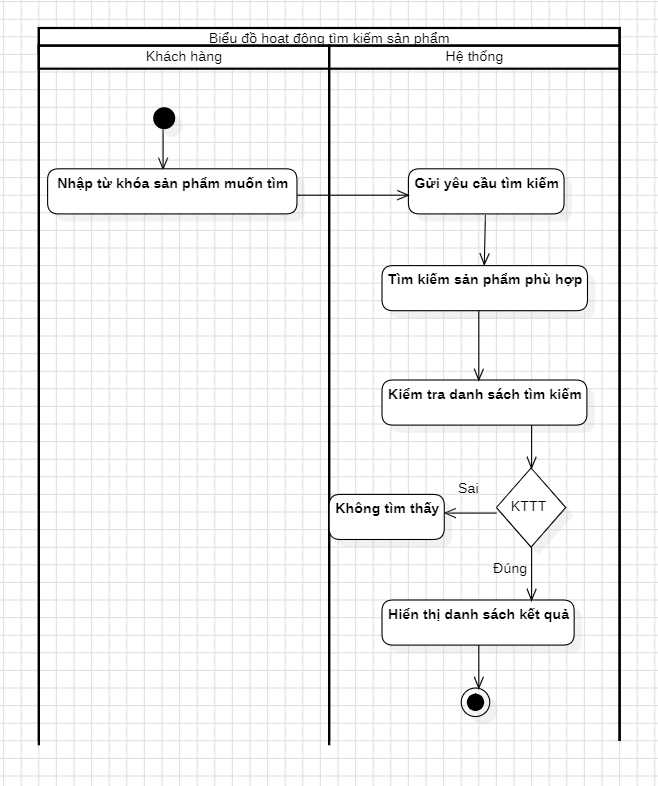 Biểu đồ hoạt động tìm kiếm sản phẩm
Khách hàng
Hệ thống
Nhập từ khóa sản phẩm muốn tìm
Gửi yêu cầu tìm kiếm
Tìm kiếm sản phẩm phù hợp
Kiểm tra danh sách tìm kiếm
Sai
KTTT
Không tìm thấy
Đúng
Hiển thị danh sách kết quả